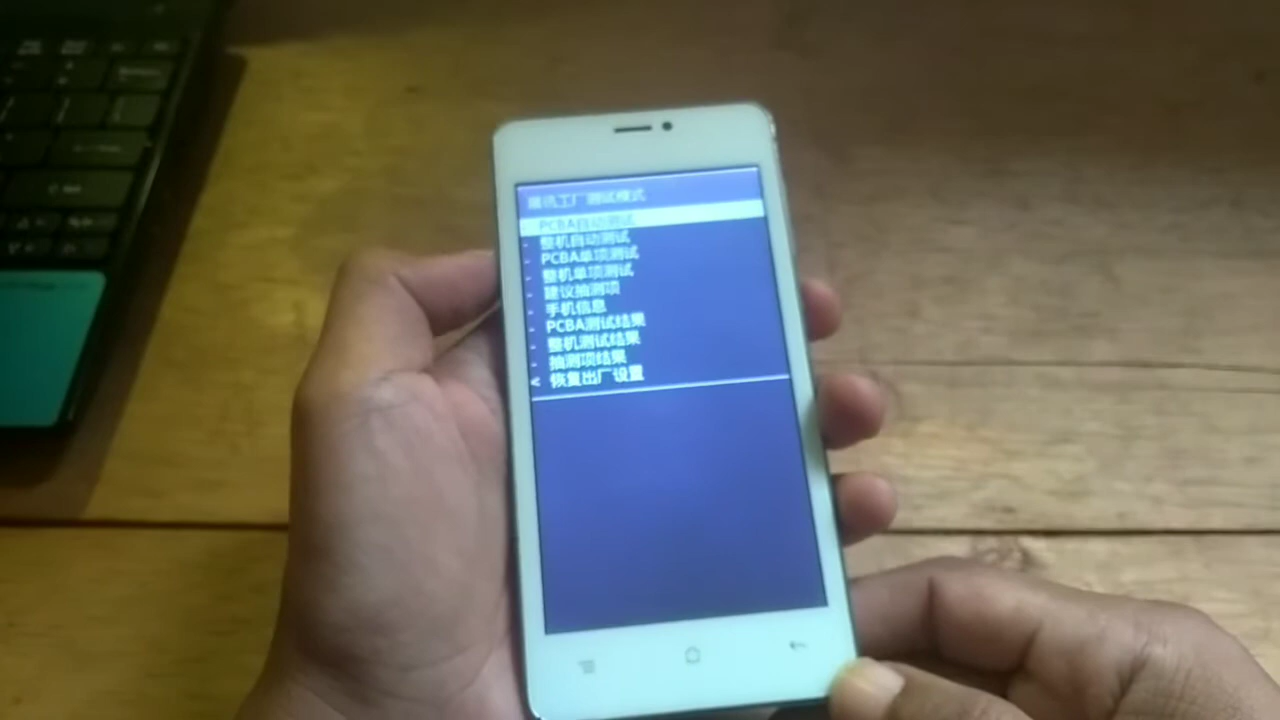 工厂测试模式
PCBA自动测试
整机自动测试
PCBA单项测试
整机单项测试
建议抽测项
手机信息
PCBA测试结果
整机测试结果
抽测项结果
恢复出厂设置